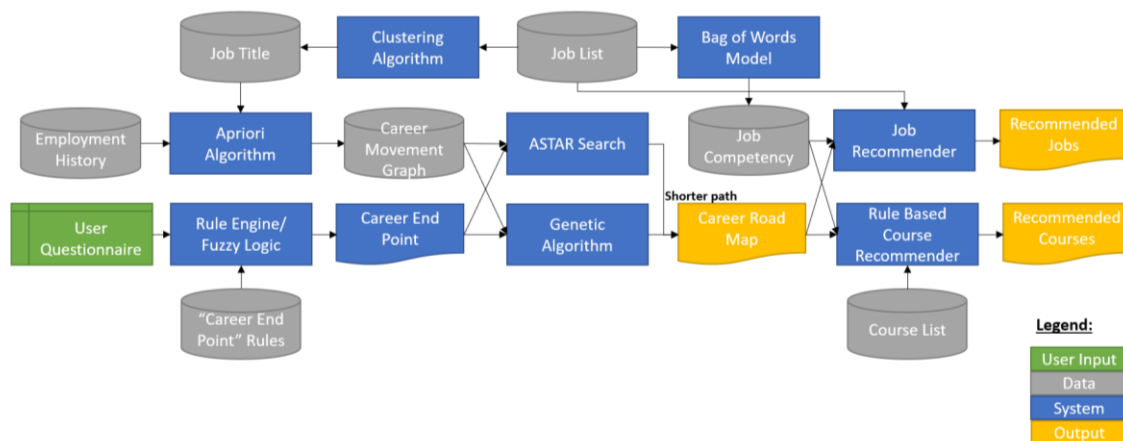 Job Title
Clustering
Algorithm
Job List
Bag of Words
Model
Employment
History
Apriori
Algorithm
Career
Movement
Graph
ASTAR Search
Job
Competency
Job
Recommender
Recommended
Jobs
Shorter path
User
Questionnaire
Rule Engine/
Fuzzy Logic
Career End
Point
Genetic
Algorithm
Career Road
Map
Rule Based
Course
Recommender
Recommended
Courses
“Career End
Point” Rules
Course List
Legend:
User Input
Data
System
Output